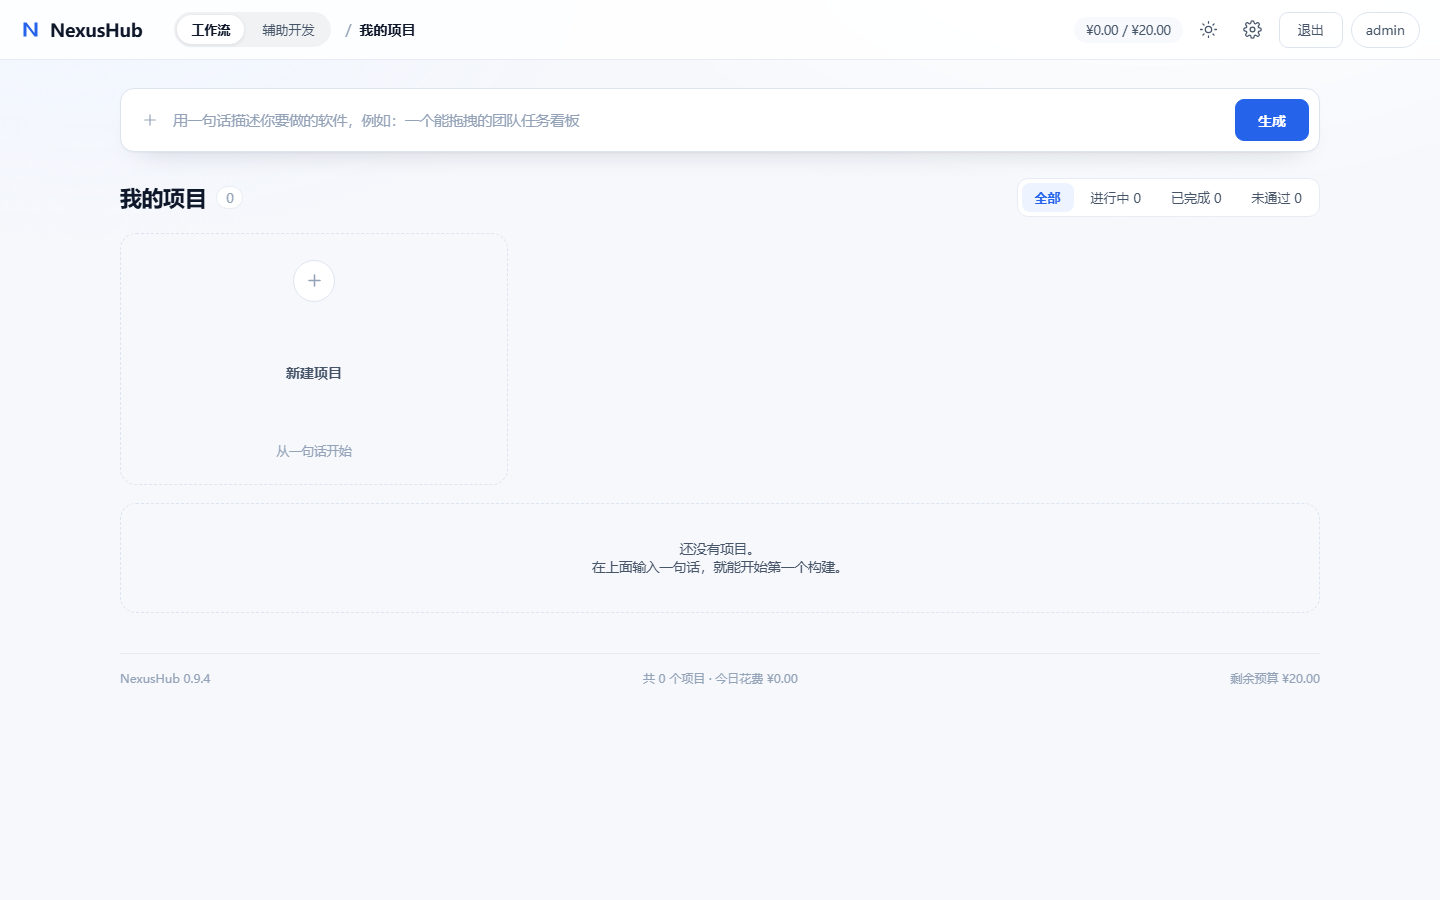 NexusHub 工作流 辅助开发 / 我的项目 ¥0.00 / ¥20.00 退出 admin
用一句话描述你要做的软件，例如：一个能拖拽的团队任务看板 生成
我的项目 0 全部 进行中 0 已完成 0 未通过 0
新建项目
从一句话开始
还没有项目。
在上面输入一句话，就能开始第一个构建。
NexusHub 0.9.4 共 0 个项目 · 今日花费 ¥0.00 剩余预算 ¥20.00